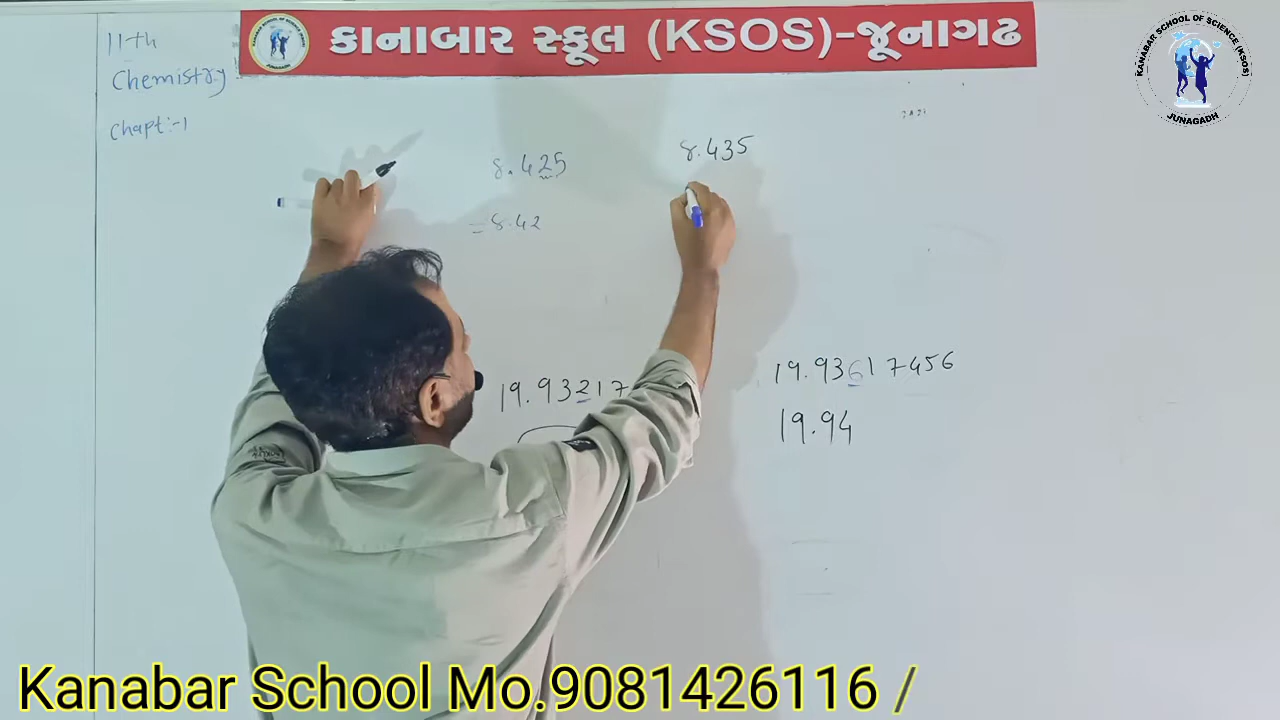 11th
Chemistry
Chapt:-1
કાનાબાર સ્કૂલ (KSOS)-જૂનાગઢ
KANABAR SCHOOL OF SCIENCE (KSOS)
JUNAGADH
8.425
= 8.42
8.435
19.93217
19.93617456
19.94
Kanabar School Mo.9081426116 /